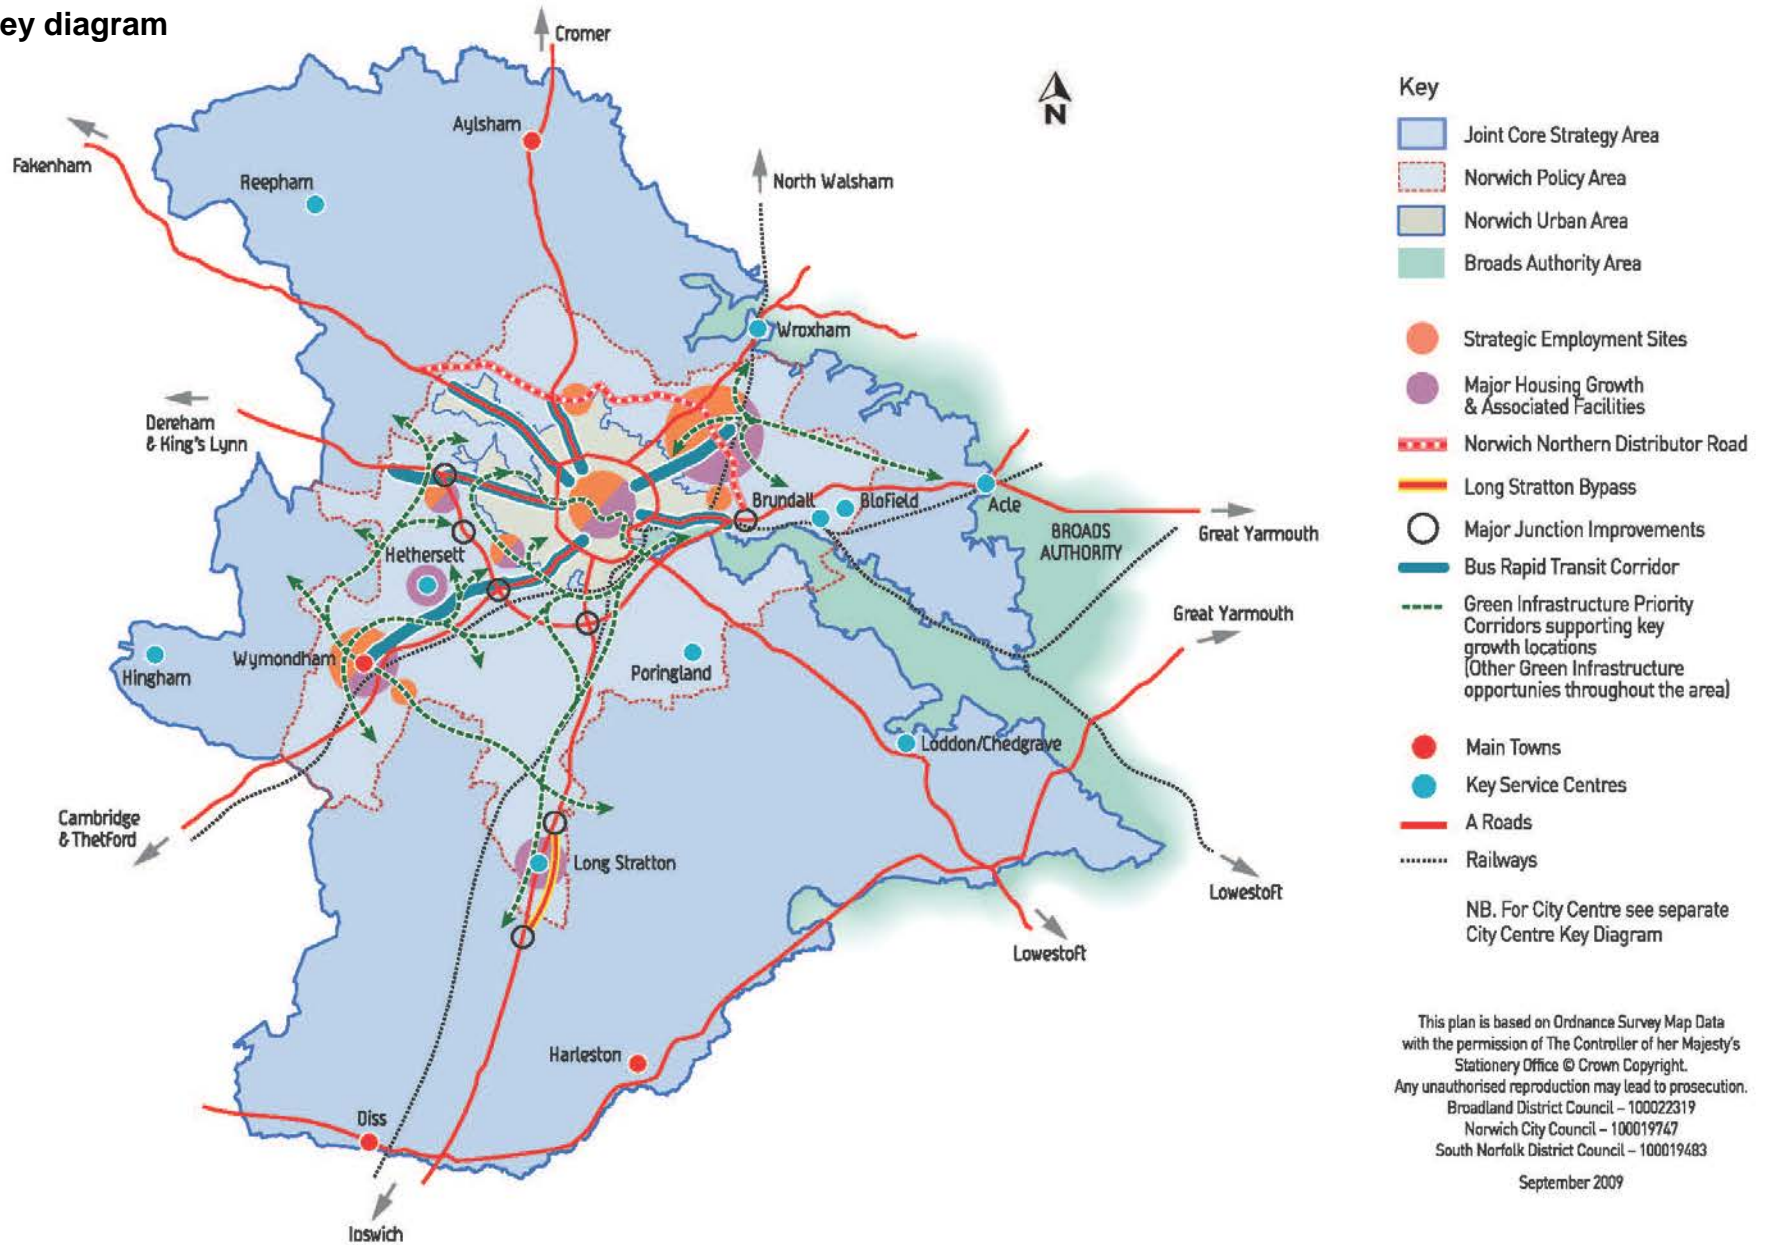 ey diagram
Cromer
Aylsham
Fakenham
Reepham
North Walsham
Wroxham
Dereham
& King's Lynn
Brundall
Blofield
Acle
BROADS
AUTHORITY
Great Yarmouth
Hethersett
Great Yarmouth
Wymondham
Hingham
Poringland
Loddon/Chedgrave
Cambridge
& Thetford
Long Stratton
Lowestoft
Lowestoft
Harleston
Diss
Ipswich
N
Key
Joint Core Strategy Area
Norwich Policy Area
Norwich Urban Area
Broads Authority Area
Strategic Employment Sites
Major Housing Growth
& Associated Facilities
Norwich Northern Distributor Road
Long Stratton Bypass
Major Junction Improvements
Bus Rapid Transit Corridor
Green Infrastructure Priority
Corridors supporting key
growth locations
(Other Green Infrastructure
opportunies throughout the area)
Main Towns
Key Service Centres
A Roads
Railways
NB. For City Centre see separate
City Centre Key Diagram
This plan is based on Ordnance Survey Map Data
with the permission of The Controller of her Majesty's
Stationery Office © Crown Copyright.
Any unauthorised reproduction may lead to prosecution.
Broadland District Council – 100022319
Norwich City Council – 100019747
South Norfolk District Council – 100019483
September 2009